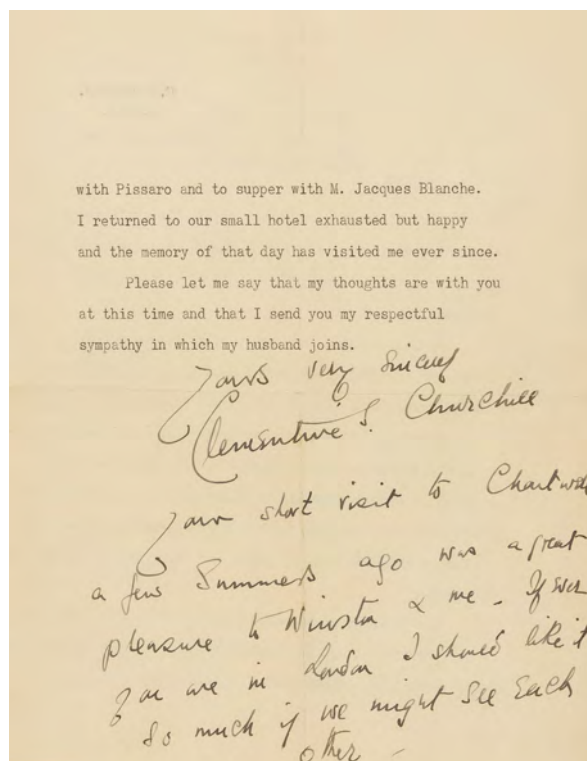 with Pissaro and to supper with M. Jacques Blanche.
I returned to our small hotel exhausted but happy
and the memory of that day has visited me ever since.
Please let me say that my thoughts are with you
at this time and that I send you my respectful
sympathy in which my husband joins.
Yours very
Clementine S. Churchill
Your short visit to
a few Summers ago was a great
pleasure to Winston & me – If
you are in London I should like it
so much if we might see Each
other –